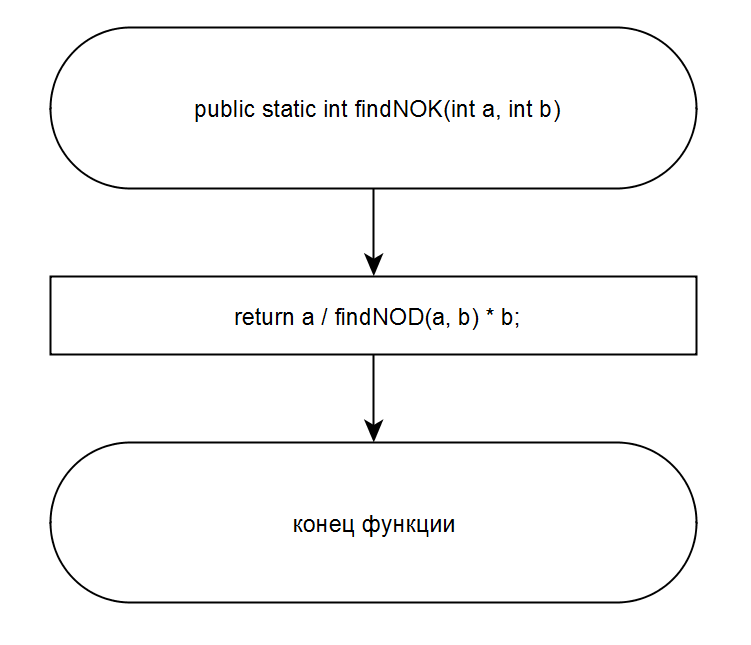 public static int findNOK(int a, int b)
return a / findNOD(a, b) * b;
конец функции